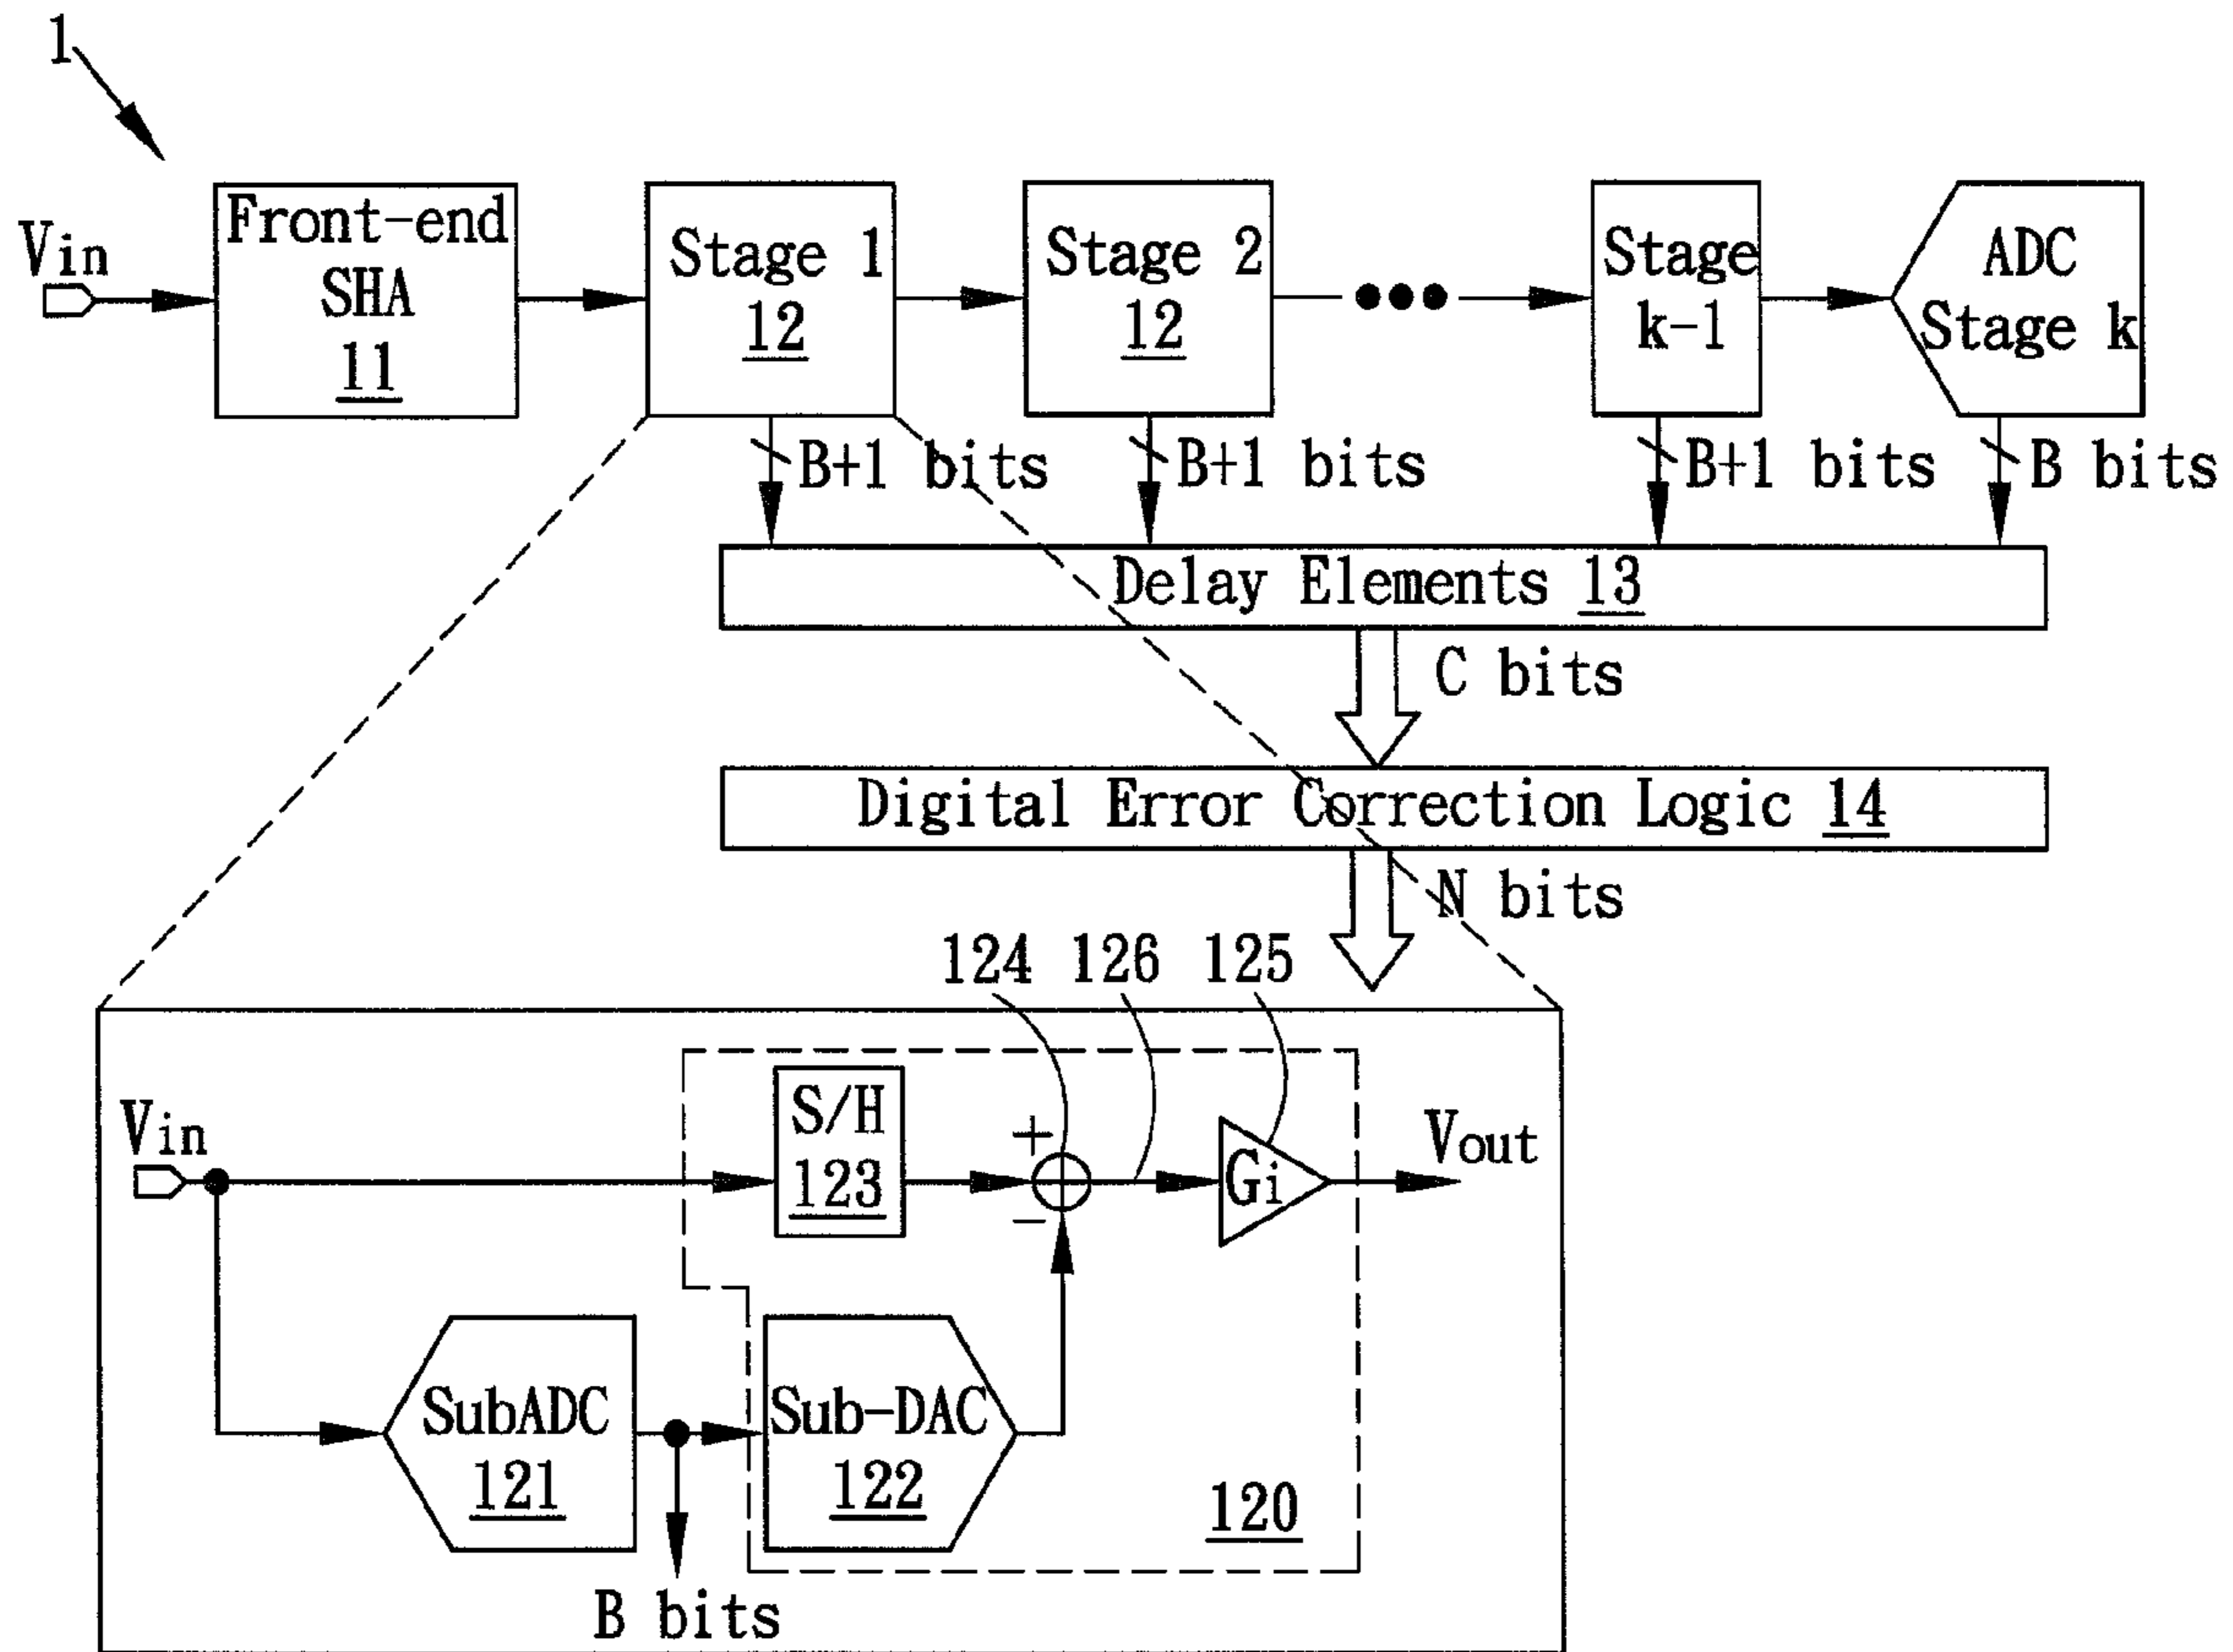 1
Vin
Front-end
SHA
11
Stage 1
12
Stage 2
12
Stage
k-1
ADC
Stage k
B+1 bits
B+1 bits
B+1 bits
B bits
Delay Elements 13
C bits
Digital Error Correction Logic 14
N bits
124
126
125
Vin
S/H
123
+
−
Gi
Vout
SubADC
121
Sub-DAC
122
120
B bits